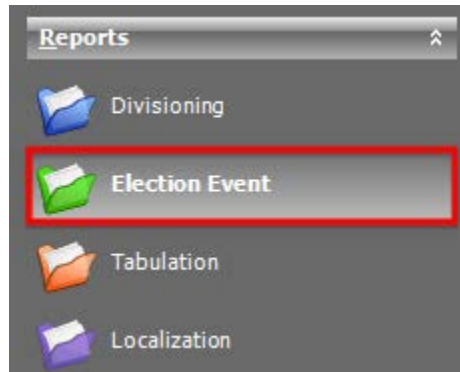 Reports
Divisioning
Election Event
Tabulation
Localization